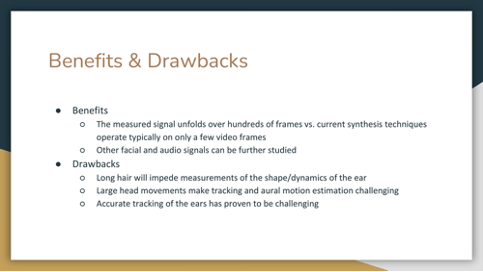 Benefits & Drawbacks
● Benefits
○ The measured signal unfolds over hundreds of frames vs. current synthesis techniques
operate typically on only a few video frames
○ Other facial and audio signals can be further studied
● Drawbacks
○ Long hair will impede measurements of the shape/dynamics of the ear
○ Large head movements make tracking and aural motion estimation challenging
○ Accurate tracking of the ears has proven to be challenging